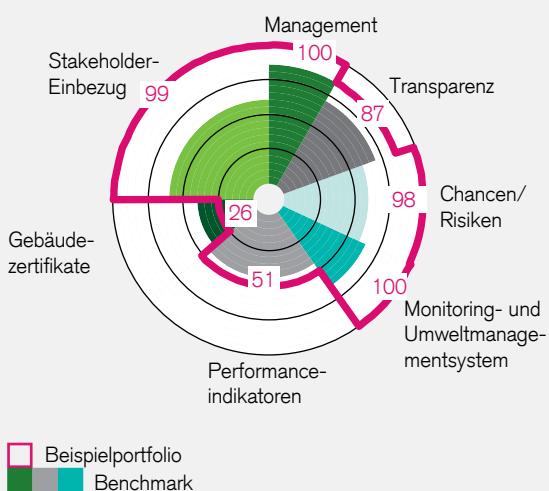 Management
100
Stakeholder-
Einbezug
99
Transparenz
87
98
Chancen/
Risiken
26
Gebäude-
zertifikate
51
100
Monitoring- und
Umweltmanage-
mentsystem
Performance-
indikatoren
Beispielportfolio
Benchmark